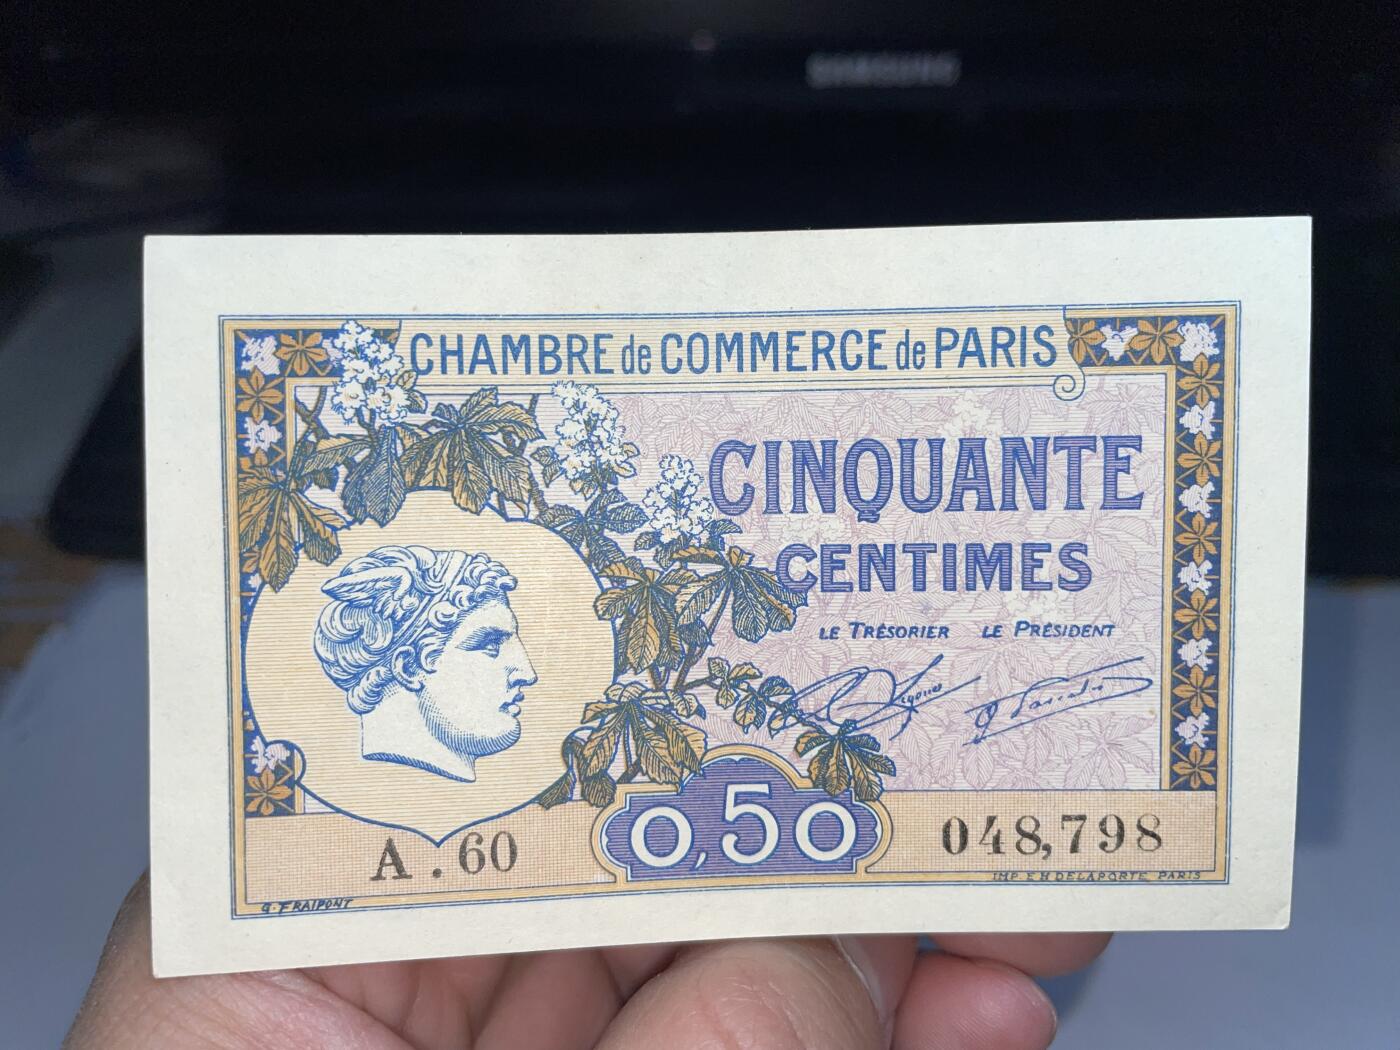 SAMSUNG
CHAMBRE de COMMERCE de PARIS
CINQUANTE
CENTIMES
LE TRÉSORIER LE PRÉSIDENT
A.60
0,50
048,798
G. FRAIPONT
IMP. E H DELAPORTE PARIS